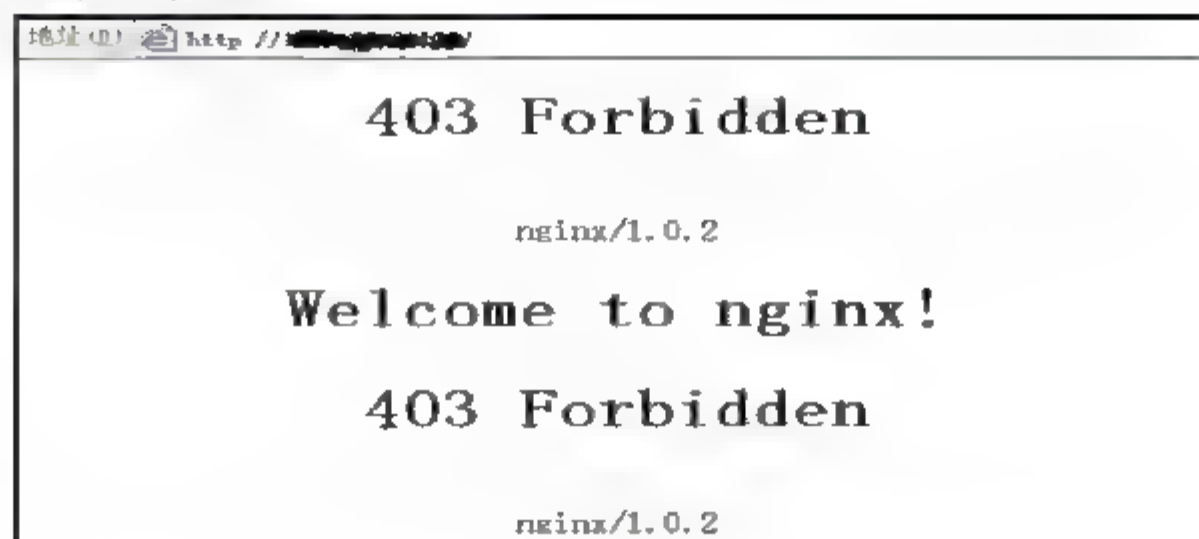 地址(D) http //
403 Forbidden
nginx/1.0.2
Welcome to nginx!
403 Forbidden
nginx/1.0.2